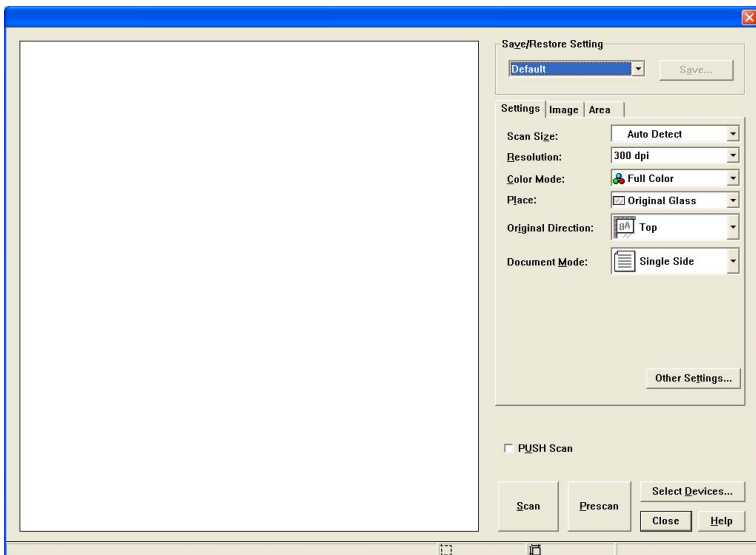 Save/Restore Setting
Default
Save...
Settings Image Area
Scan Size: Auto Detect
Resolution: 300 dpi
Color Mode: Full Color
Place: Original Glass
Original Direction: Top
Document Mode: Single Side
Other Settings...
PUSH Scan
Select Devices...
Scan Prescan
Close Help